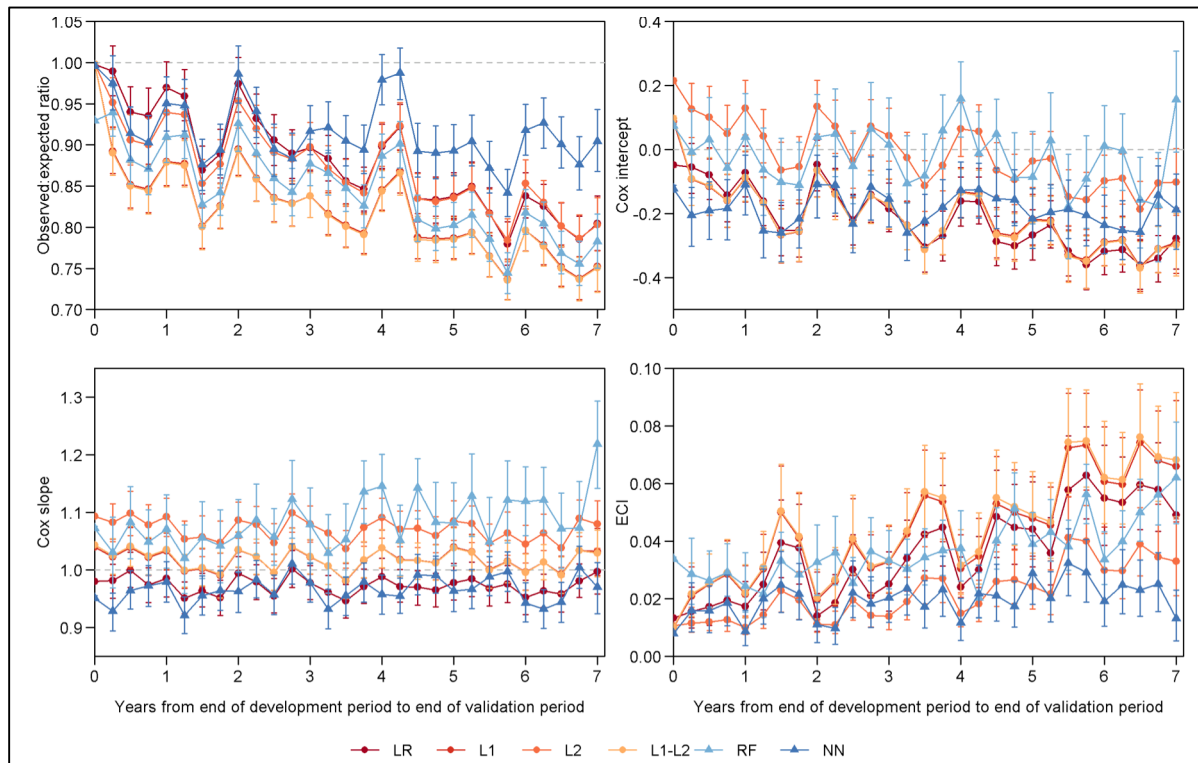 1.05
1.00
0.95
0.90
0.85
0.80
0.75
0.70
Observed:expected ratio
0 1 2 3 4 5 6 7
0.4
0.2
0.0
-0.2
-0.4
Cox intercept
0 1 2 3 4 5 6 7
1.3
1.2
1.1
1.0
0.9
Cox slope
0 1 2 3 4 5 6 7
Years from end of development period to end of validation period
0.10
0.08
0.06
0.04
0.02
0.00
ECI
0 1 2 3 4 5 6 7
Years from end of development period to end of validation period
LR L1 L2 L1-L2 RF NN